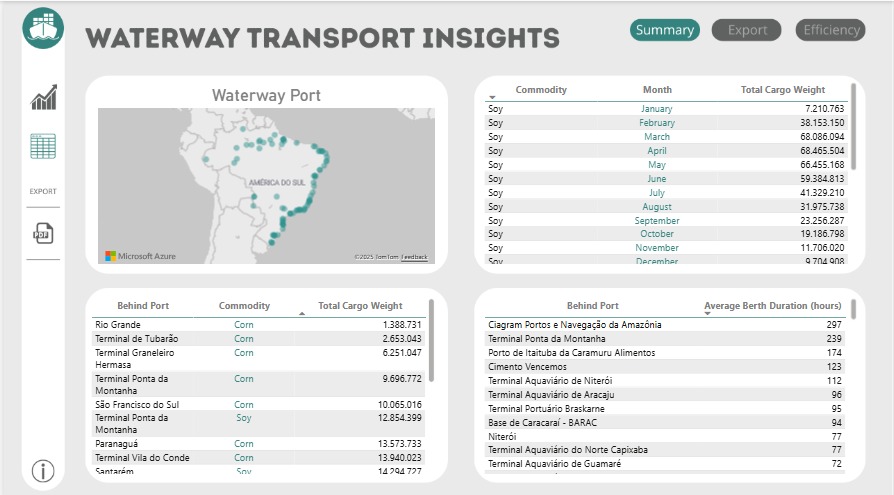 WATERWAY TRANSPORT INSIGHTS
Summary
Export
Efficiency
EXPORT
PDF
Waterway Port
AMÉRICA DO SUL
Microsoft Azure
©2025 TomTom Feedback
Commodity Month Total Cargo Weight
Soy January 7.210.763
Soy February 38.153.150
Soy March 68.086.094
Soy April 68.465.504
Soy May 66.455.168
Soy June 59.384.813
Soy July 41.329.210
Soy August 31.975.738
Soy September 23.256.287
Soy October 19.186.798
Soy November 11.706.020
Soy December 9.704.908
Behind Port Commodity Total Cargo Weight
Rio Grande Corn 1.388.731
Terminal de Tubarão Corn 2.653.043
Terminal Graneleiro Corn 6.251.047
Hermasa
Terminal Ponta da Corn 9.696.772
Montanha
São Francisco do Sul Corn 10.065.016
Terminal Ponta da Soy 12.854.399
Montanha
Paranaguá Corn 13.573.733
Terminal Vila do Conde Corn 13.940.023
Santarém Soy 14.294.727
Behind Port Average Berth Duration (hours)
Ciagram Portos e Navegação da Amazônia 297
Terminal Ponta da Montanha 239
Porto de Itaituba da Caramuru Alimentos 174
Cimento Vencemos 123
Terminal Aquaviário de Niterói 112
Terminal Aquaviário de Aracaju 96
Terminal Portuário Braskarne 95
Base de Caracaraí - BARAC 94
Niterói 77
Terminal Aquaviário do Norte Capixaba 77
Terminal Aquaviário de Guamaré 72